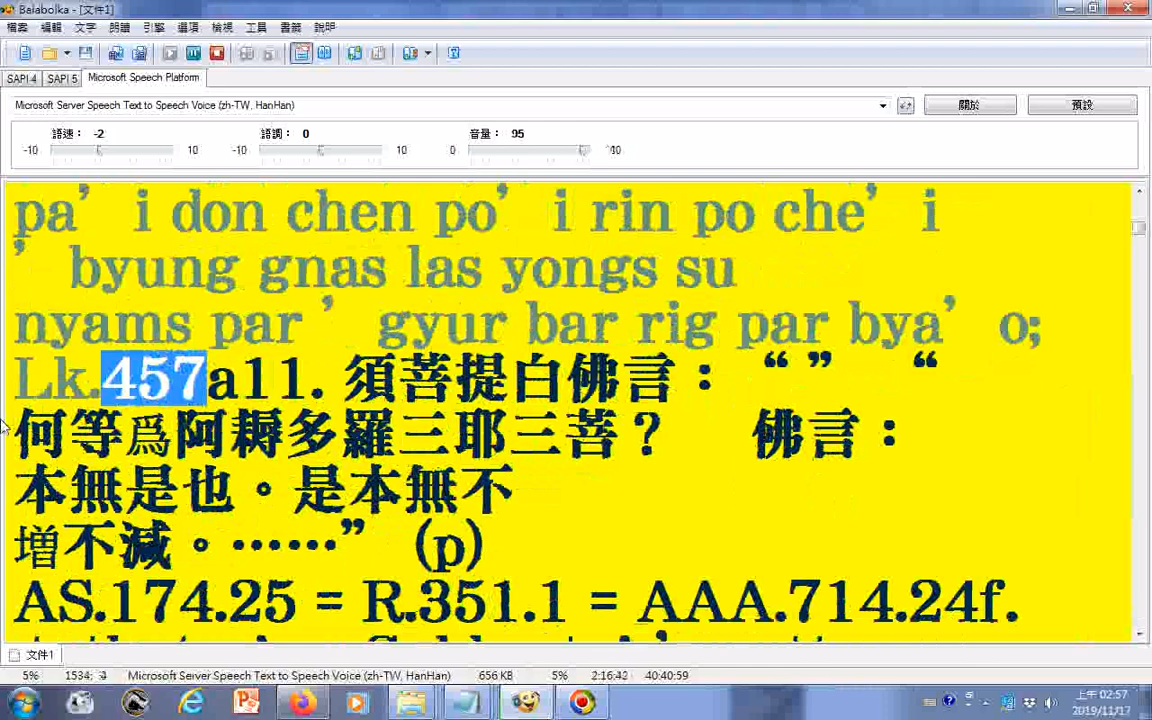 Balabolka - [文件1]
檔案 編輯 文字 朗讀 引擎 選項 檢視 工具 書籤 說明
SAPI 4 SAPI 5 Microsoft Speech Platform
Microsoft Server Speech Text to Speech Voice (zh-TW, HanHan) 關於 預設
語速： -2 語調： 0 音量： 95
-10 10 -10 10 0
pa’i don chen po’i rin po che’i
’byung gnas las yongs su
nyams par ’gyur bar rig par bya’o;
Lk.457a11. 須菩提白佛言：“” “
何等爲阿耨多羅三耶三菩？ 佛言：
本無是也。是本無不
增不減。……” (p)
AS.174.25 = R.351.1 = AAA.714.24f.
文件1
5% Microsoft Server Speech Text to Speech Voice (zh-TW, HanHan) 656 KB 5% 2:16:42 40:40:59
上午 02:57
2019/11/17